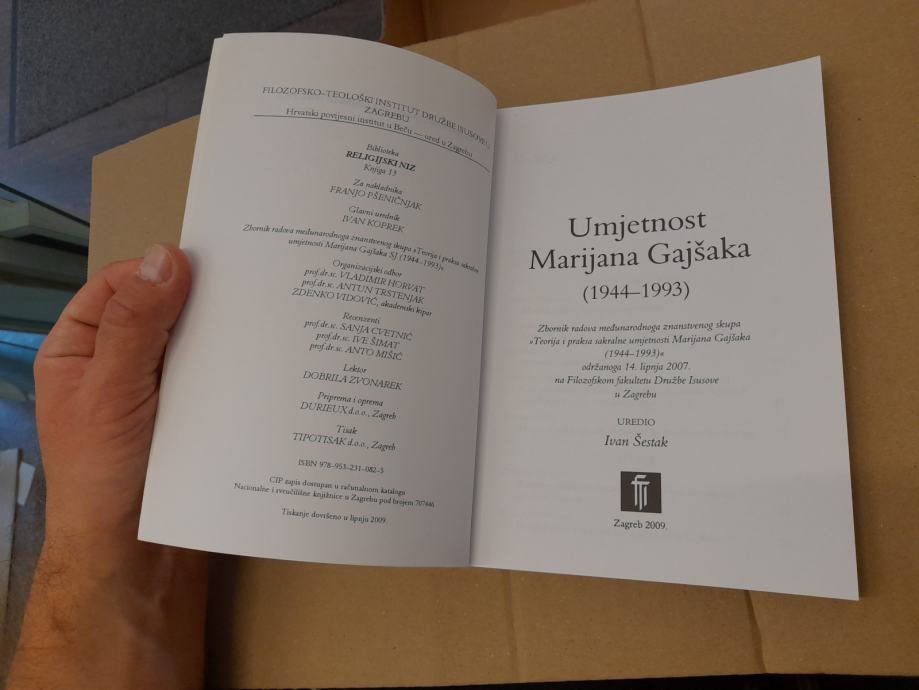 FILOZOFSKO-TEOLOŠKI INSTITUT DRUŽBE ISUSOVE U
ZAGREBU
Hrvatski povijesni institut u Beču — ured u Zagrebu
Biblioteka
RELIGIJSKI NIZ
Knjiga 13
Za nakladnika
FRANJO PŠENIČNJAK
Glavni urednik
IVAN KOPREK
Zbornik radova međunarodnoga znanstvenog skupa »Teorija i praksa sakralne
umjetnosti Marijana Gajšaka SJ (1944–1993)«
Organizacijski odbor
prof.dr.sc. VLADIMIR HORVAT
prof.dr.sc. ANTUN TRSTENJAK
ZDENKO VIDOVIĆ, akademski kipar
Recenzenti
prof.dr.sc. SANJA CVETNIĆ
prof.dr.sc. IVE ŠIMAT
prof.dr.sc. ANTO MIŠIĆ
Lektor
DOBRILA ZVONAREK
Priprema i oprema
DURIEUX d.o.o., Zagreb
Tisak
TIPOTISAK d.o.o., Zagreb
ISBN 978-953-231-082-5
CIP zapis dostupan u računalnom katalogu
Nacionalne i sveučilišne knjižnice u Zagrebu pod brojem 707446
Tiskanje dovršeno u lipnju 2009.
Umjetnost
Marijana Gajšaka
(1944–1993)
Zbornik radova međunarodnoga znanstvenog skupa
»Teorija i praksa sakralne umjetnosti Marijana Gajšaka
(1944–1993)«
održanoga 14. lipnja 2007.
na Filozofskom fakultetu Družbe Isusove
u Zagrebu
UREDIO
Ivan Šestak
Zagreb 2009.